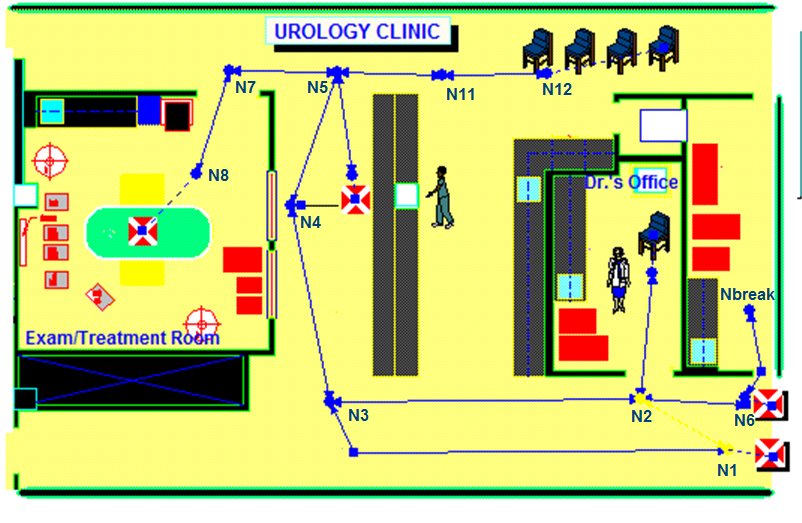 UROLOGY CLINIC
N7
N5
N11
N12
N8
Dr.'s Office
N4
Nbreak
Exam/Treatment Room
N3
N2
N6
N1